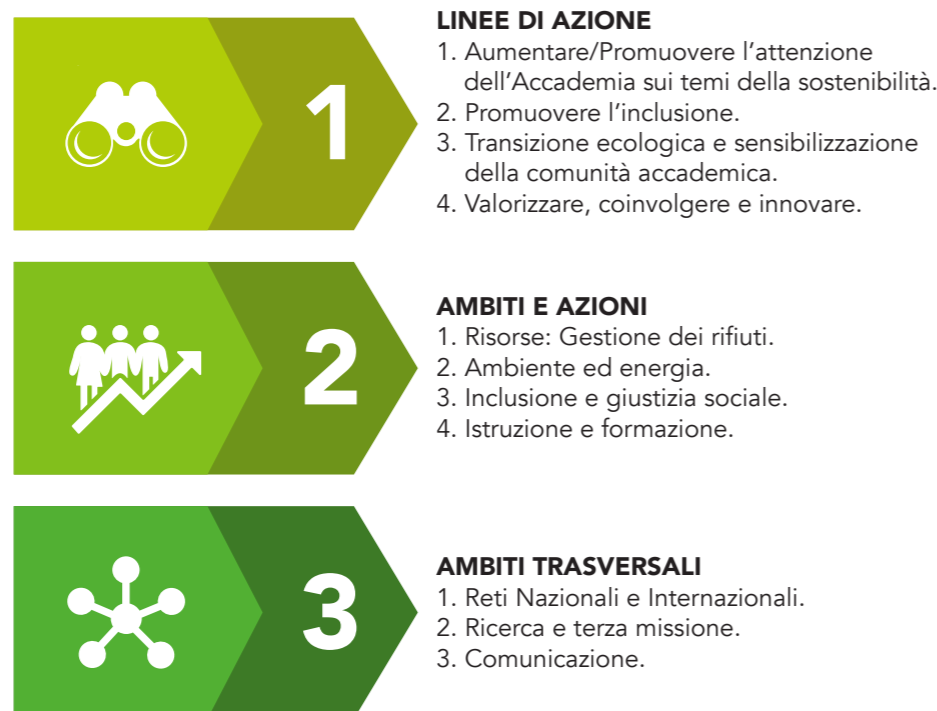 1
LINEE DI AZIONE
1. Aumentare/Promuovere l’attenzione
dell’Accademia sui temi della sostenibilità.
2. Promuovere l’inclusione.
3. Transizione ecologica e sensibilizzazione
della comunità accademica.
4. Valorizzare, coinvolgere e innovare.
2
AMBITI E AZIONI
1. Risorse: Gestione dei rifiuti.
2. Ambiente ed energia.
3. Inclusione e giustizia sociale.
4. Istruzione e formazione.
3
AMBITI TRASVERSALI
1. Reti Nazionali e Internazionali.
2. Ricerca e terza missione.
3. Comunicazione.